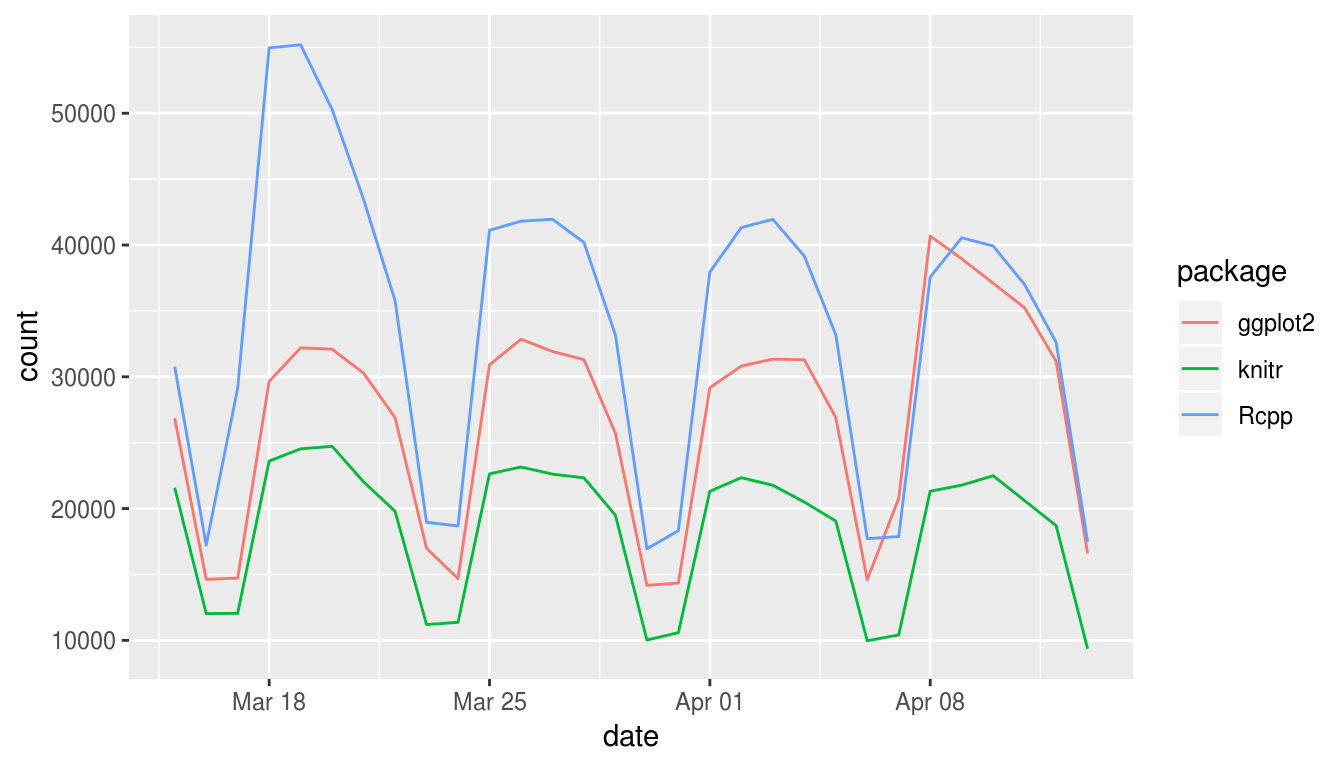 50000
40000
30000
20000
10000
count
Mar 18
Mar 25
Apr 01
Apr 08
date
package
ggplot2
knitr
Rcpp